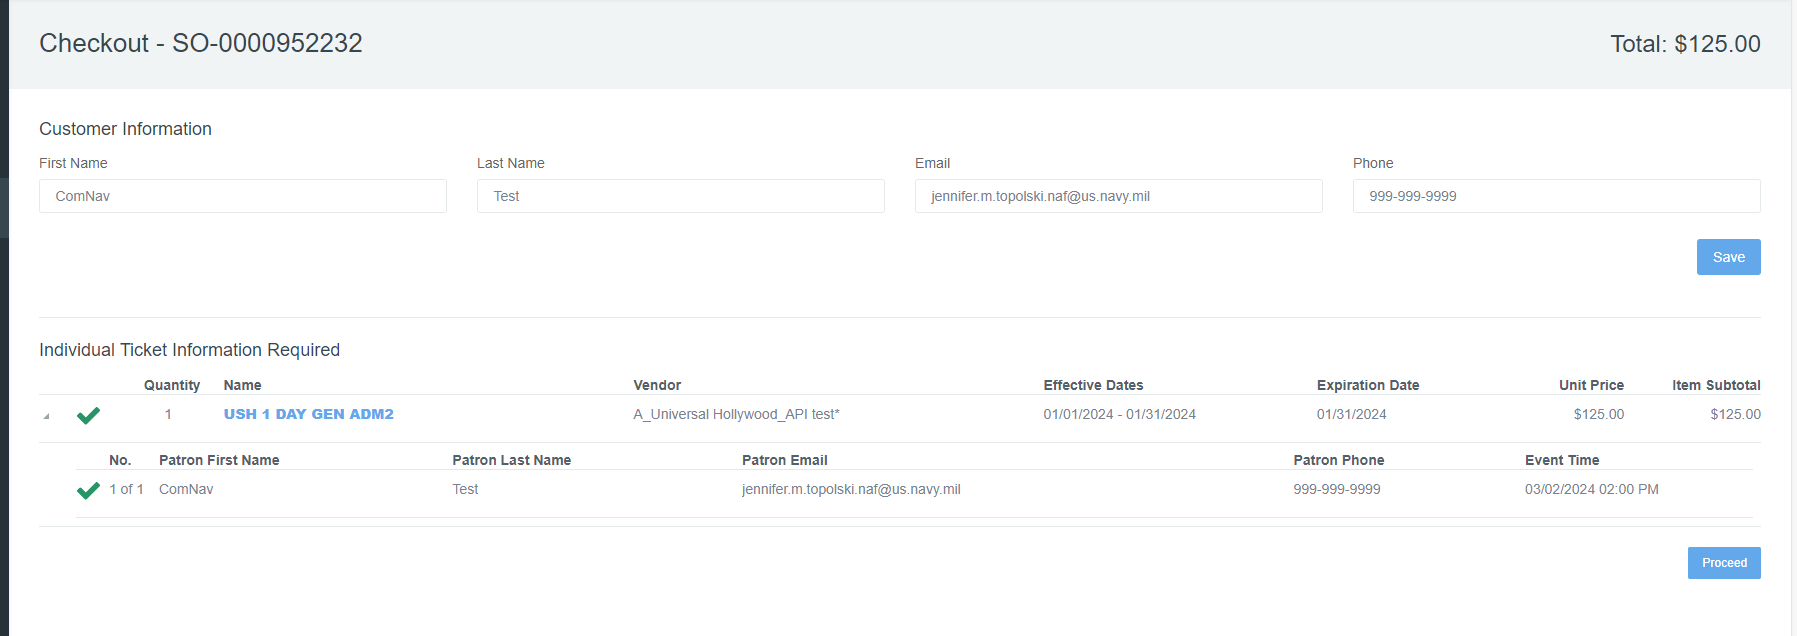 Checkout - SO-0000952232 Total: $125.00
Customer Information
First Name Last Name Email Phone
ComNav Test jennifer.m.topolski.naf@us.navy.mil 999-999-9999
Save
Individual Ticket Information Required
Quantity Name Vendor Effective Dates Expiration Date Unit Price Item Subtotal
1 USH 1 DAY GEN ADM2 A_Universal Hollywood_API test* 01/01/2024 - 01/31/2024 01/31/2024 $125.00 $125.00
No. Patron First Name Patron Last Name Patron Email Patron Phone Event Time
1 of 1 ComNav Test jennifer.m.topolski.naf@us.navy.mil 999-999-9999 03/02/2024 02:00 PM
Proceed